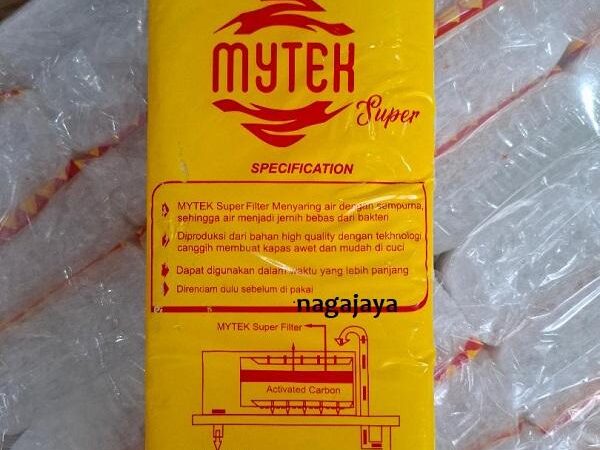 MYTEK
Super
SPECIFICATION
MYTEK Super Filter Menyaring air dengan sempurna,
sehingga air menjadi jernih bebas dari bakteri
Diproduksi dari bahan high quality dengan tekhnologi
canggih membuat kapas awet dan mudah di cuci
Dapat digunakan dalam waktu yang lebih panjang
Direndam dulu sebelum di pakai
nagajaya
MYTEK Super Filter
Activated Carbon